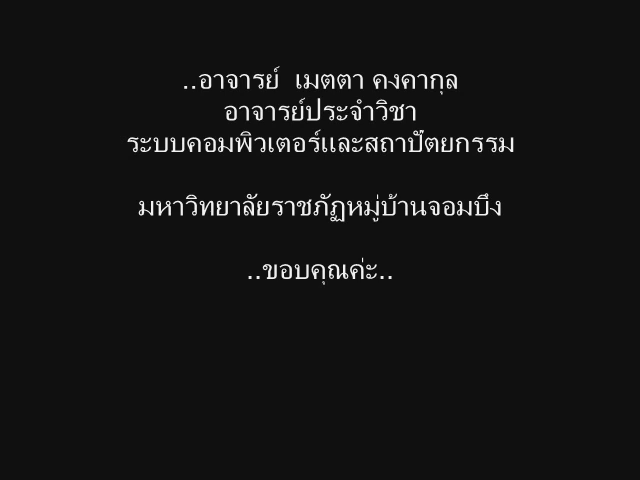 ..อาจารย์  เมตตา คงคากุล
อาจารย์ประจำวิชา
ระบบคอมพิวเตอร์และสถาปัตยกรรม
มหาวิทยาลัยราชภัฏหมู่บ้านจอมบึง
..ขอบคุณค่ะ..